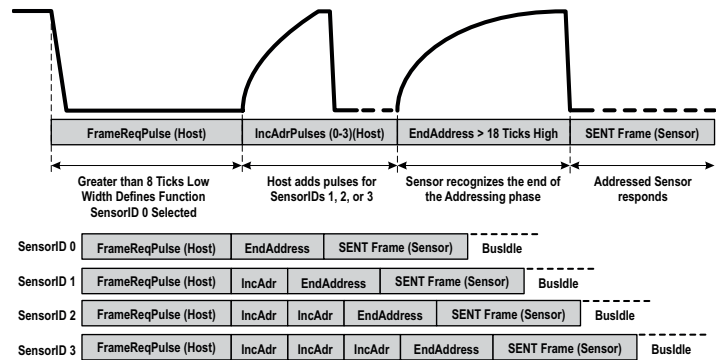 FrameReqPulse (Host) IncAdrPulses (0-3)(Host) EndAddress > 18 Ticks High SENT Frame (Sensor)
Greater than 8 Ticks Low
Width Defines Function
SensorID 0 Selected
Host adds pulses for
SensorIDs 1, 2, or 3
Sensor recognizes the end of
the Addressing phase
Addressed Sensor
responds
SensorID 0 FrameReqPulse (Host) EndAddress SENT Frame (Sensor) BusIdle
SensorID 1 FrameReqPulse (Host) IncAdr EndAddress SENT Frame (Sensor) BusIdle
SensorID 2 FrameReqPulse (Host) IncAdr IncAdr EndAddress SENT Frame (Sensor) BusIdle
SensorID 3 FrameReqPulse (Host) IncAdr IncAdr IncAdr EndAddress SENT Frame (Sensor) BusIdle